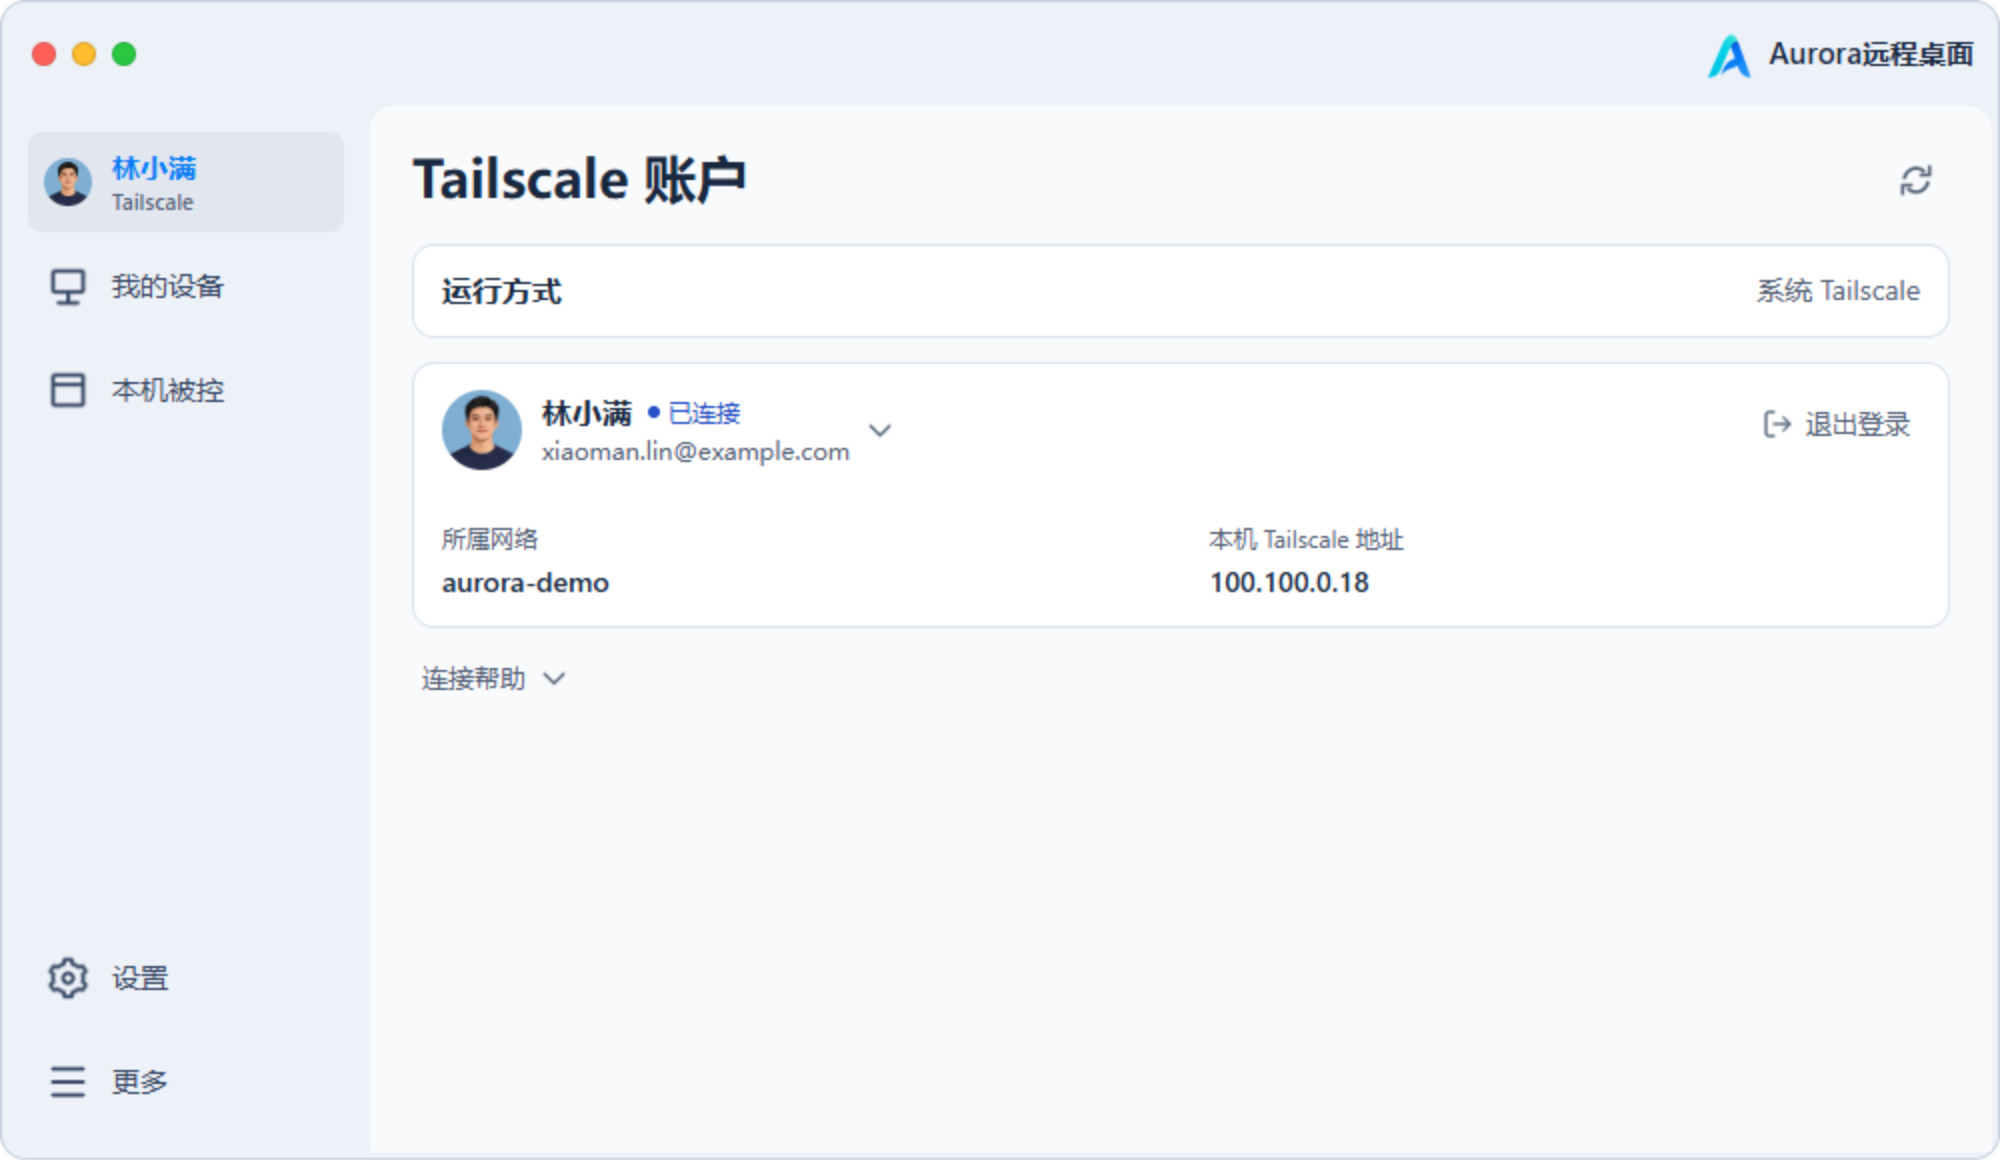 Aurora远程桌面
林小满
Tailscale
我的设备
本机被控
设置
更多
Tailscale 账户
运行方式
系统 Tailscale
林小满 已连接
xiaoman.lin@example.com
退出登录
所属网络
aurora-demo
本机 Tailscale 地址
100.100.0.18
连接帮助